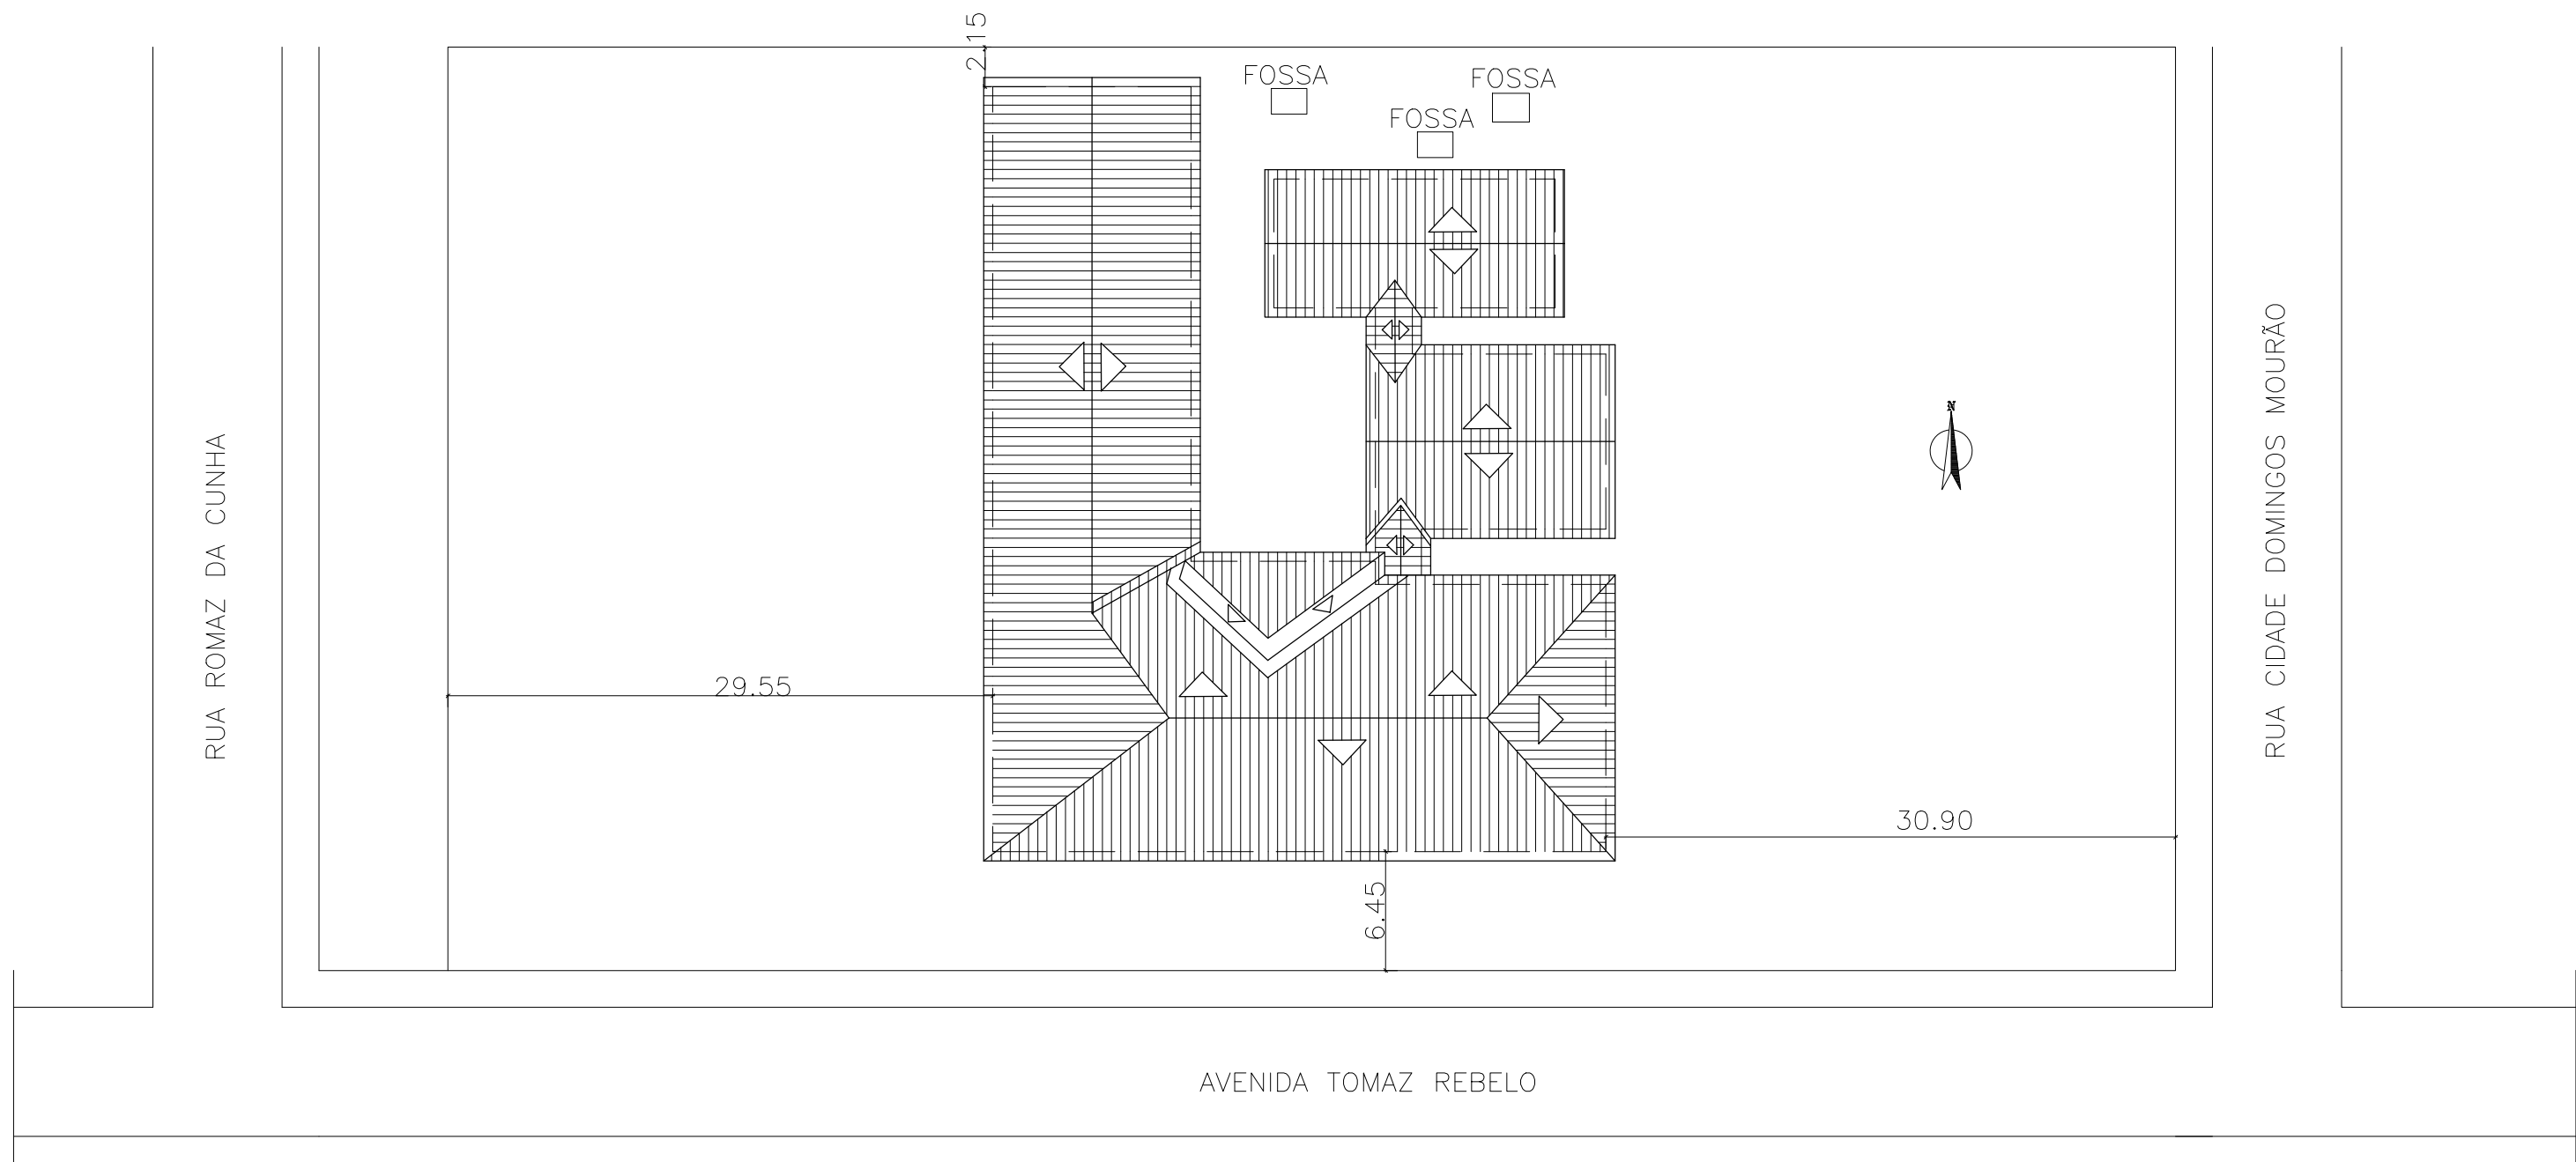 2.15
FOSSA
FOSSA
FOSSA
N
RUA CIDADE DOMINGOS MOURÃO
RUA ROMAZ DA CUNHA
29.55
30.90
6.45
AVENIDA TOMAZ REBELO